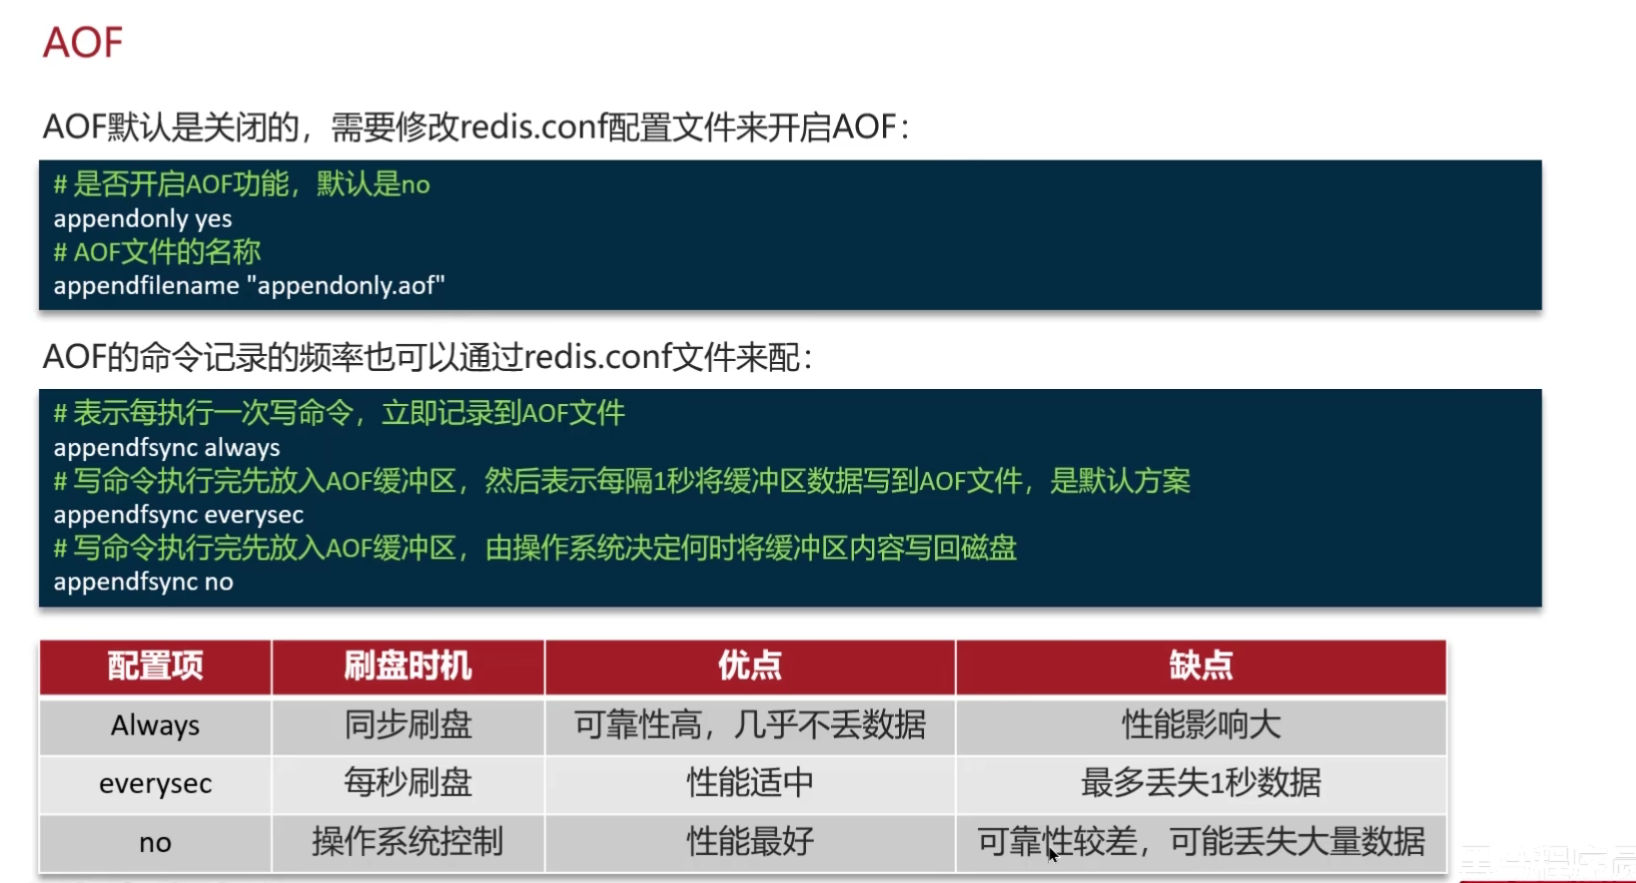 AOF
AOF默认是关闭的，需要修改redis.conf配置文件来开启AOF：
# 是否开启AOF功能，默认是no
appendonly yes
# AOF文件的名称
appendfilename "appendonly.aof"
AOF的命令记录的频率也可以通过redis.conf文件来配：
# 表示每执行一次写命令，立即记录到AOF文件
appendfsync always
# 写命令执行完先放入AOF缓冲区，然后表示每隔1秒将缓冲区数据写到AOF文件，是默认方案
appendfsync everysec
# 写命令执行完先放入AOF缓冲区，由操作系统决定何时将缓冲区内容写回磁盘
appendfsync no
配置项 刷盘时机 优点 缺点
Always 同步刷盘 可靠性高，几乎不丢数据 性能影响大
everysec 每秒刷盘 性能适中 最多丢失1秒数据
no 操作系统控制 性能最好 可靠性较差，可能丢失大量数据